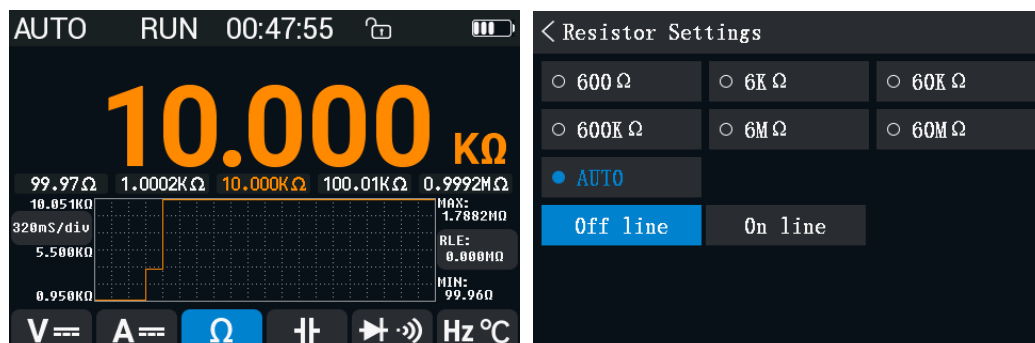 AUTO RUN 00:47:55
10.000 KΩ
99.97Ω 1.0002KΩ 10.000KΩ 100.01KΩ 0.9992MΩ
10.051KΩ
320mS/div
5.500KΩ
0.950KΩ
MAX:
1.7882MΩ
RLE:
0.000MΩ
MIN:
99.96Ω
V A Ω Hz °C
< Resistor Settings
600Ω 6KΩ 60KΩ
600KΩ 6MΩ 60MΩ
AUTO
Off line On line